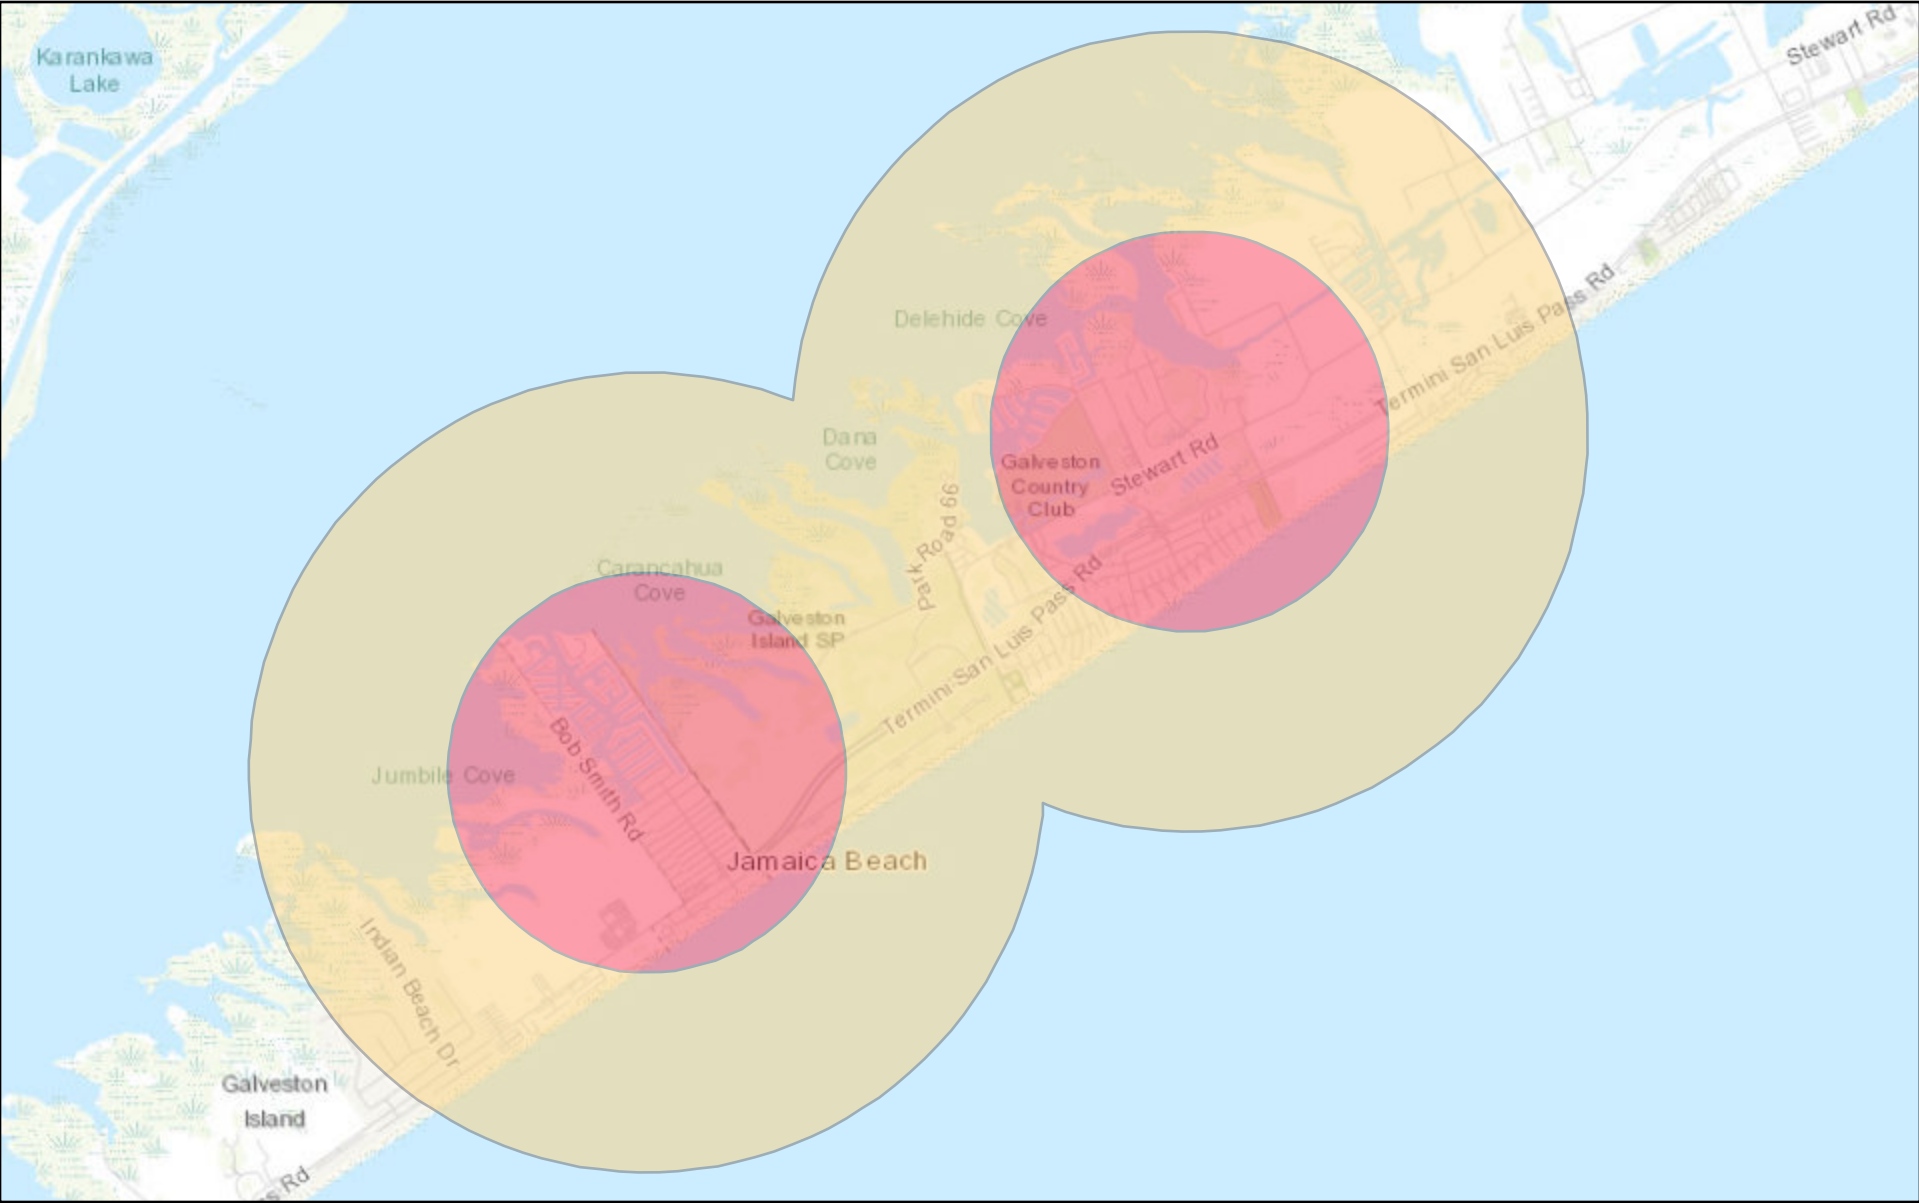 Karankawa
Lake
Stewart Rd
Delehide Cove
Termini San Luis Pass Rd
Dana
Cove
Galveston
Country
Club
Stewart Rd
Park Road 66
Carancahua
Cove
Galveston
Island SP
Termini San Luis Pass Rd
Bob Smith Rd
Jumbile Cove
Jamaica Beach
Indian Beach Dr
Galveston
Island
ss Rd